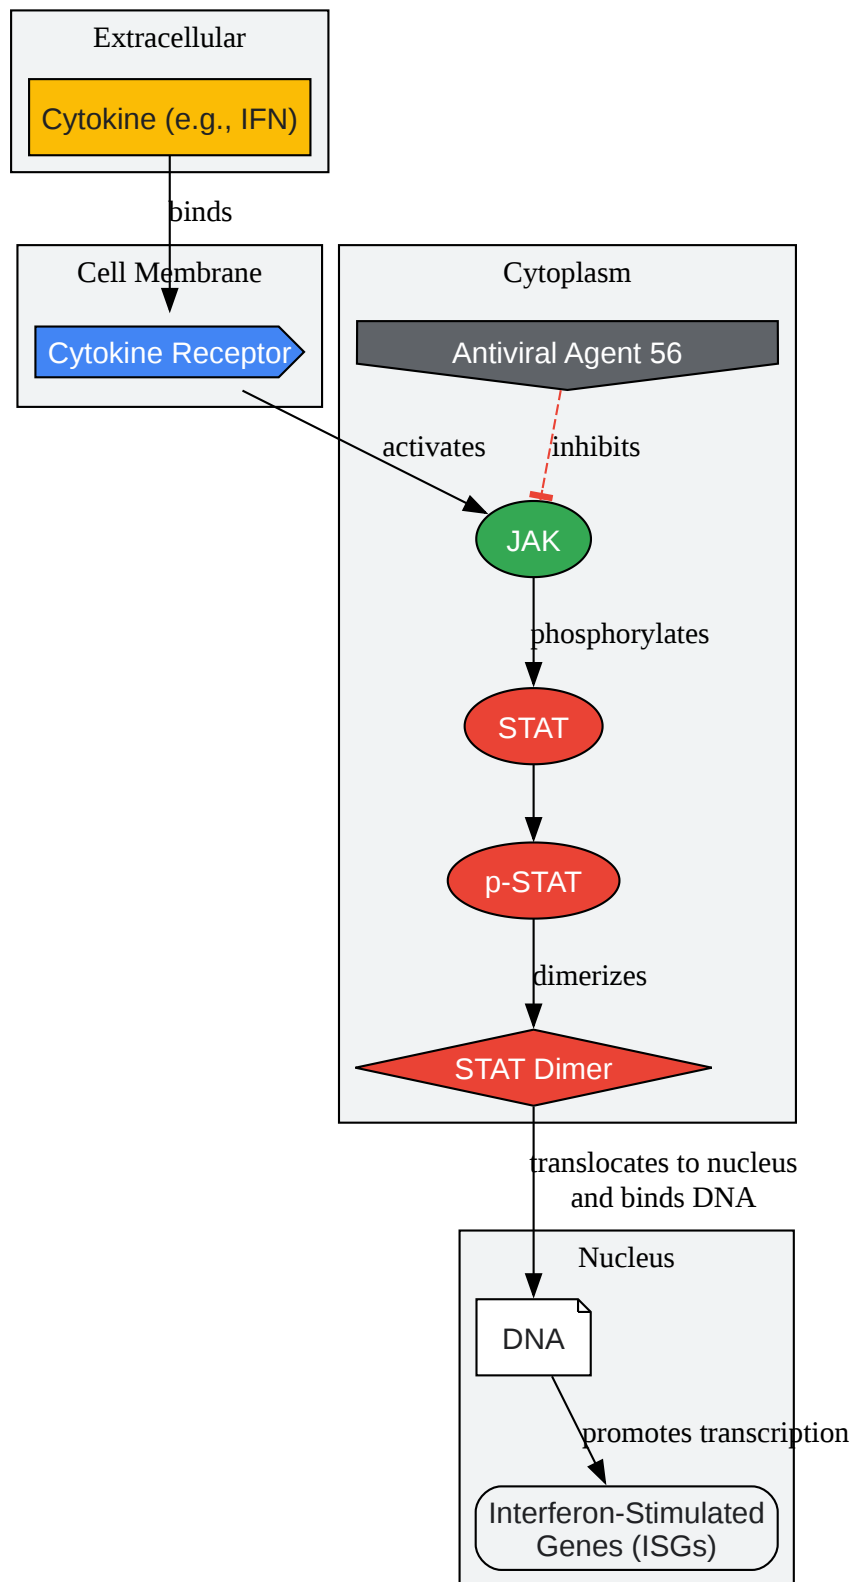 Extracellular
Cytokine (e.g., IFN)
binds
Cell Membrane
Cytokine Receptor
Cytoplasm
Antiviral Agent 56
activates
inhibits
JAK
phosphorylates
STAT
p-STAT
dimerizes
STAT Dimer
translocates to nucleus
and binds DNA
Nucleus
DNA
promotes transcription
Interferon-Stimulated
Genes (ISGs)